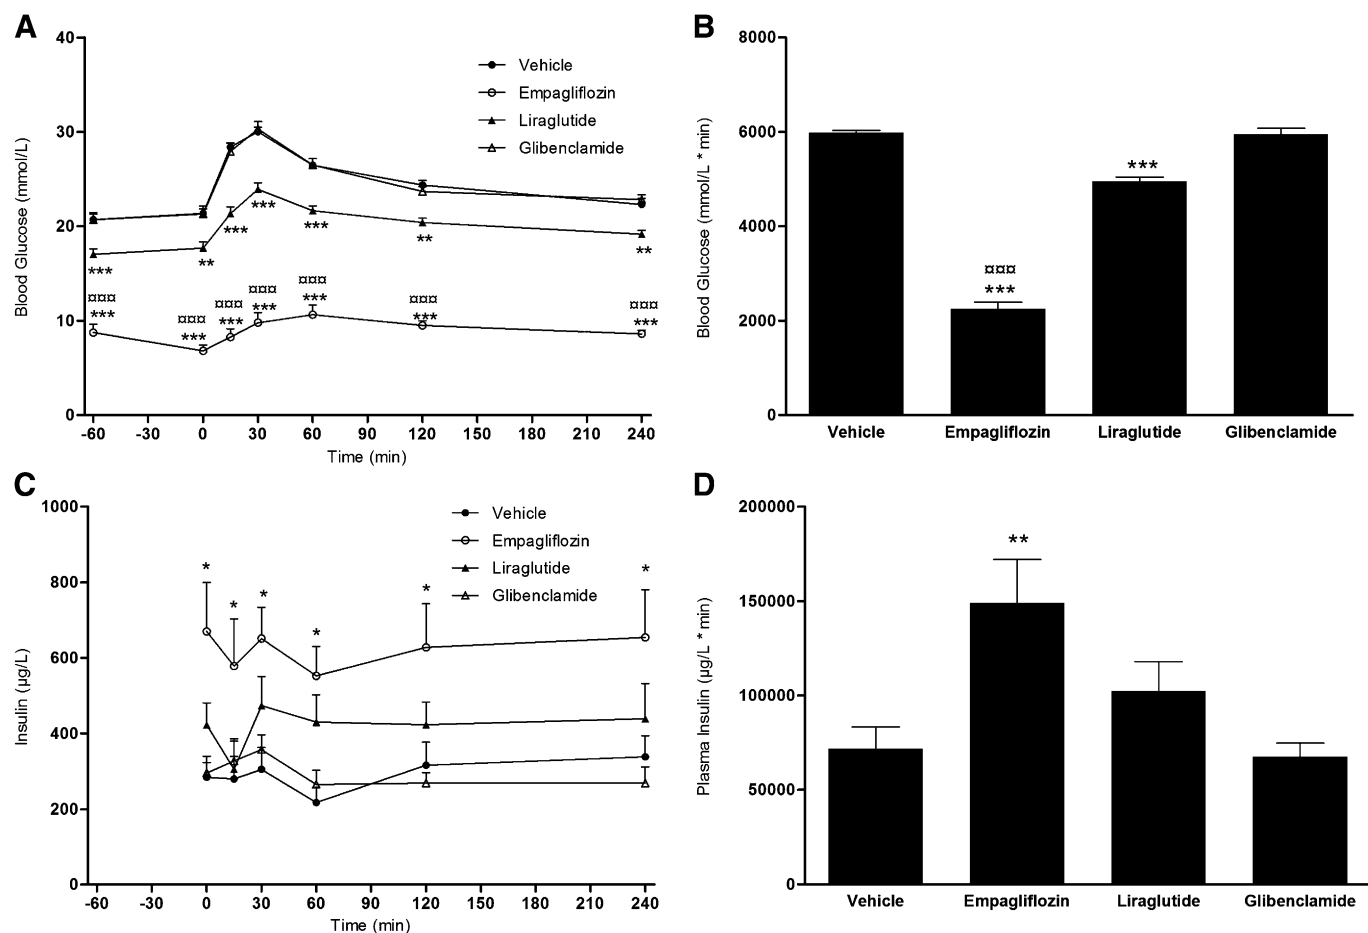 A
40
30
20
10
0
Blood Glucose (mmol/L)
Vehicle
Empagliflozin
Liraglutide
Glibenclamide
***
**
***
***
***
**
**
¤¤¤
***
¤¤¤
***
¤¤¤
***
¤¤¤
***
¤¤¤
***
¤¤¤
***
¤¤¤
***
-60 -30 0 30 60 90 120 150 180 210 240
Time (min)
B
8000
6000
4000
2000
0
Blood Glucose (mmol/L * min)
¤¤¤
***
***
Vehicle Empagliflozin Liraglutide Glibenclamide
C
1000
800
600
400
200
0
Insulin (µg/L)
Vehicle
Empagliflozin
Liraglutide
Glibenclamide
* * * * * *
-60 -30 0 30 60 90 120 150 180 210 240
Time (min)
D
200000
150000
100000
50000
0
Plasma Insulin (µg/L * min)
**
Vehicle Empagliflozin Liraglutide Glibenclamide